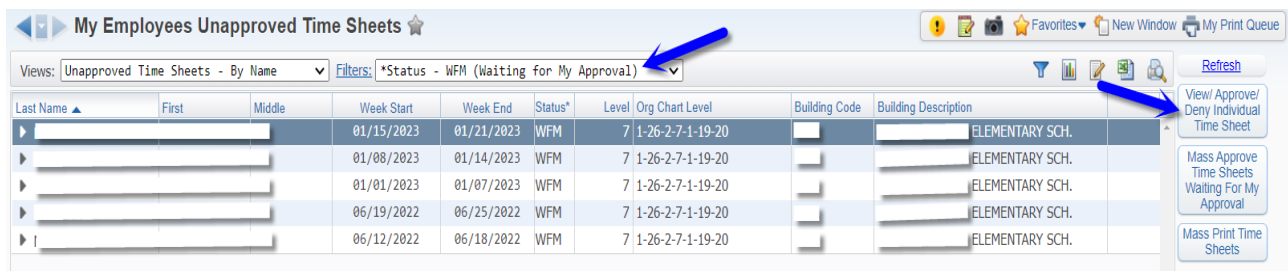 My Employees Unapproved Time Sheets
Favorites New Window My Print Queue
Views: Unapproved Time Sheets - By Name Filters: *Status - WFM (Waiting for My Approval)
Refresh
Last Name First Middle Week Start Week End Status* Level Org Chart Level Building Code Building Description
01/15/2023 01/21/2023 WFM 7 1-26-2-7-1-19-20 ELEMENTARY SCH.
01/08/2023 01/14/2023 WFM 7 1-26-2-7-1-19-20 ELEMENTARY SCH.
01/01/2023 01/07/2023 WFM 7 1-26-2-7-1-19-20 ELEMENTARY SCH.
06/19/2022 06/25/2022 WFM 7 1-26-2-7-1-19-20 ELEMENTARY SCH.
06/12/2022 06/18/2022 WFM 7 1-26-2-7-1-19-20 ELEMENTARY SCH.
View/ Approve/
Deny Individual
Time Sheet
Mass Approve
Time Sheets
Waiting For My
Approval
Mass Print Time
Sheets